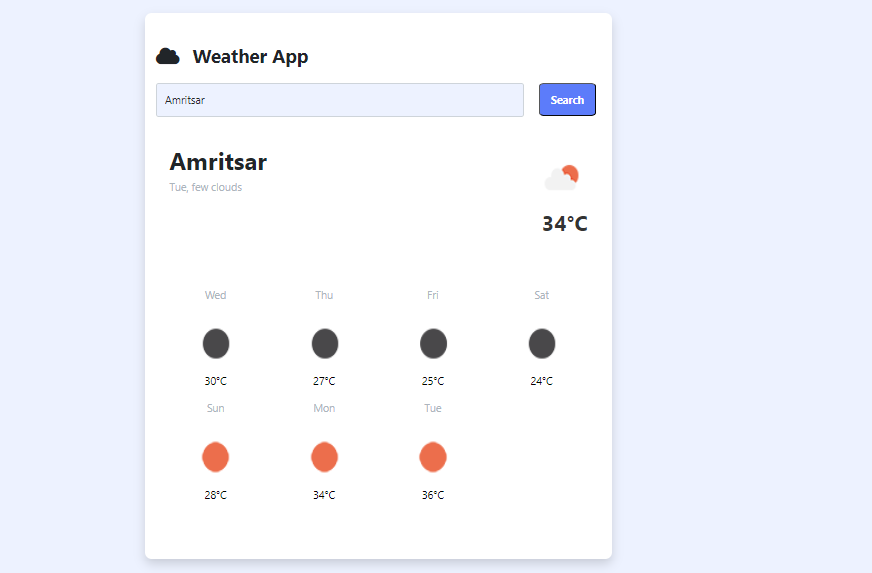 Weather App
Amritsar
Search
Amritsar
Tue, few clouds
34°C
Wed Thu Fri Sat
30°C 27°C 25°C 24°C
Sun Mon Tue
28°C 34°C 36°C